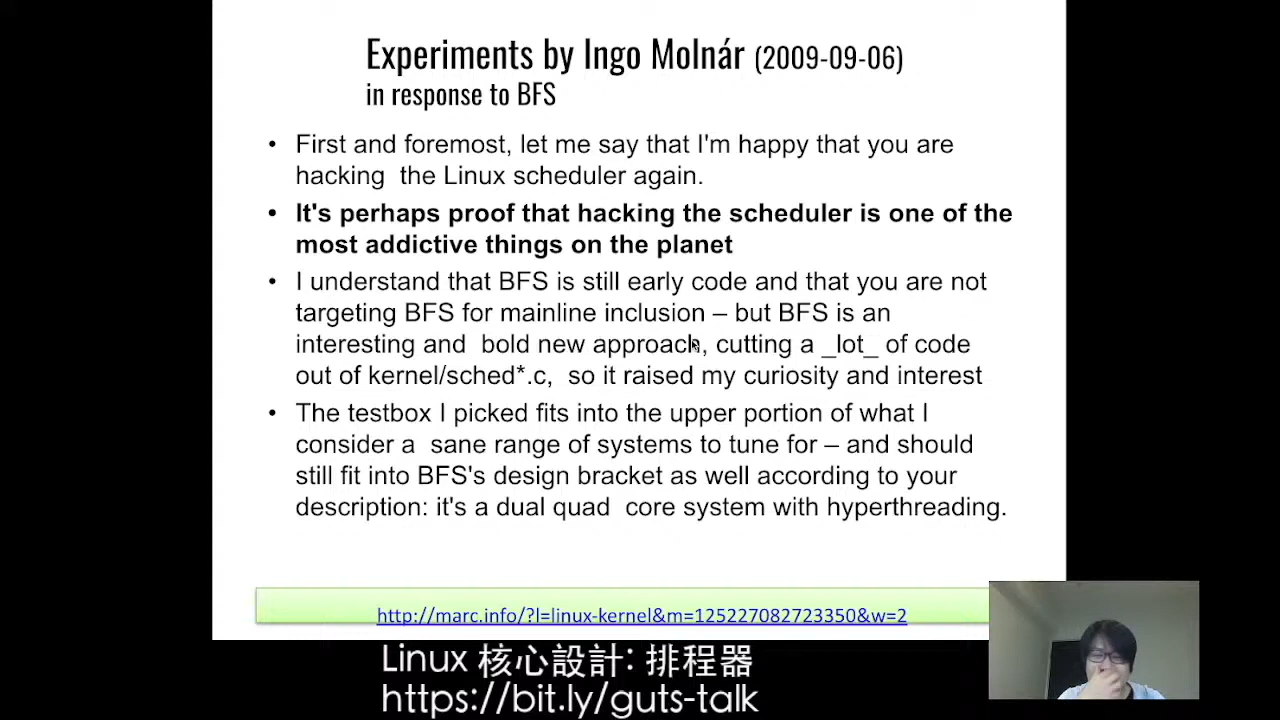 Experiments by Ingo Molnár (2009-09-06)
in response to BFS
• First and foremost, let me say that I'm happy that you are
hacking the Linux scheduler again.
• It's perhaps proof that hacking the scheduler is one of the
most addictive things on the planet
• I understand that BFS is still early code and that you are not
targeting BFS for mainline inclusion – but BFS is an
interesting and bold new approach, cutting a _lot_ of code
out of kernel/sched*.c, so it raised my curiosity and interest
• The testbox I picked fits into the upper portion of what I
consider a sane range of systems to tune for – and should
still fit into BFS's design bracket as well according to your
description: it's a dual quad core system with hyperthreading.
http://marc.info/?l=linux-kernel&m=125227082723350&w=2
Linux 核心設計: 排程器
https://bit.ly/guts-talk